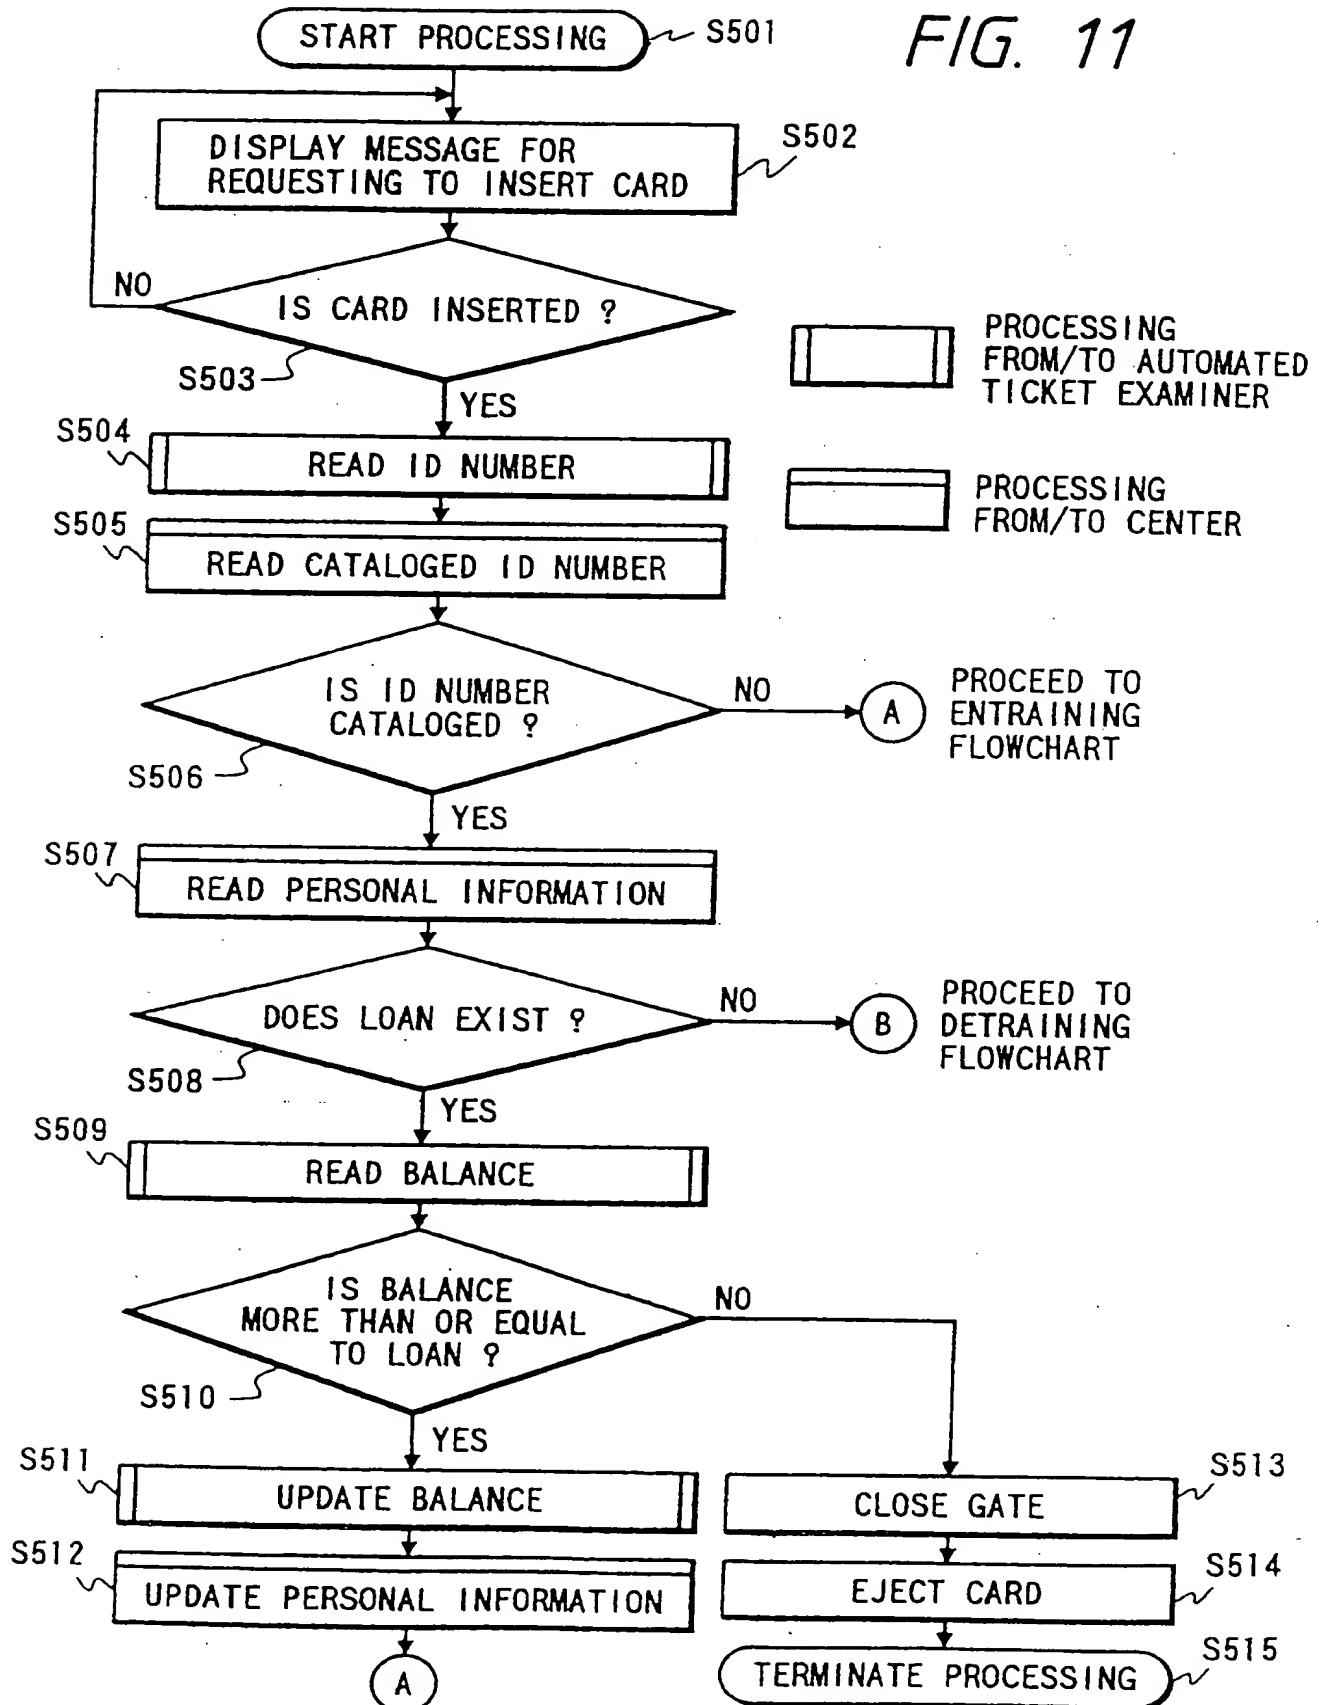 FIG. 11
START PROCESSING
S501
DISPLAY MESSAGE FOR
REQUESTING TO INSERT CARD
S502
IS CARD INSERTED ?
NO
S503
YES
PROCESSING
FROM/TO AUTOMATED
TICKET EXAMINER
S504
READ ID NUMBER
PROCESSING
FROM/TO CENTER
S505
READ CATALOGED ID NUMBER
IS ID NUMBER
CATALOGED ?
NO
A
PROCEED TO
ENTRAINING
FLOWCHART
S506
YES
S507
READ PERSONAL INFORMATION
DOES LOAN EXIST ?
NO
B
PROCEED TO
DETRAINING
FLOWCHART
S508
YES
S509
READ BALANCE
IS BALANCE
MORE THAN OR EQUAL
TO LOAN ?
NO
S510
YES
S511
UPDATE BALANCE
CLOSE GATE
S513
S512
UPDATE PERSONAL INFORMATION
EJECT CARD
S514
A
TERMINATE PROCESSING
S515